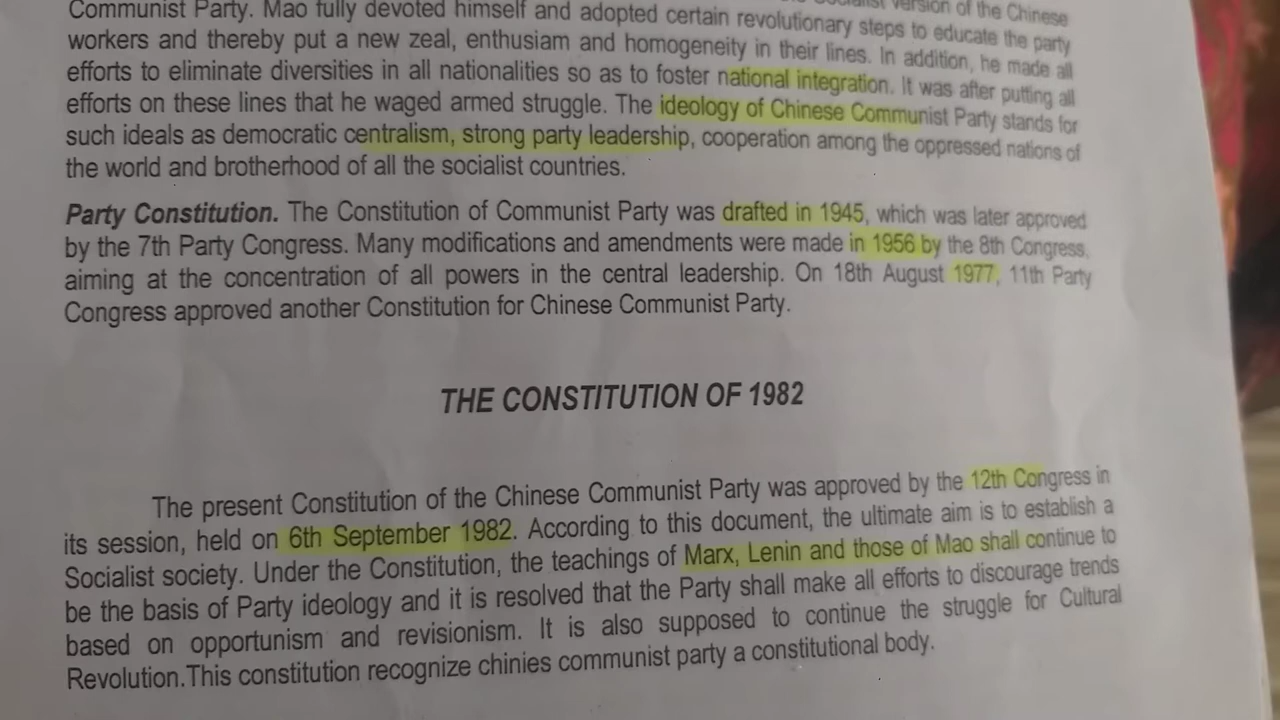 Communist Party. Mao fully devoted himself and adopted certain revolutionary steps to educate the party
workers and thereby put a new zeal, enthusiam and homogeneity in their lines. In addition, he made all
efforts to eliminate diversities in all nationalities so as to foster national integration. It was after putting all
efforts on these lines that he waged armed struggle. The ideology of Chinese Communist Party stands for
such ideals as democratic centralism, strong party leadership, cooperation among the oppressed nations of
the world and brotherhood of all the socialist countries.
Party Constitution. The Constitution of Communist Party was drafted in 1945, which was later approved
by the 7th Party Congress. Many modifications and amendments were made in 1956 by the 8th Congress,
aiming at the concentration of all powers in the central leadership. On 18th August 1977, 11th Party
Congress approved another Constitution for Chinese Communist Party.
THE CONSTITUTION OF 1982
The present Constitution of the Chinese Communist Party was approved by the 12th Congress in
its session, held on 6th September 1982. According to this document, the ultimate aim is to establish a
Socialist society. Under the Constitution, the teachings of Marx, Lenin and those of Mao shall continue to
be the basis of Party ideology and it is resolved that the Party shall make all efforts to discourage trends
based on opportunism and revisionism. It is also supposed to continue the struggle for Cultural
Revolution.This constitution recognize chinies communist party a constitutional body.